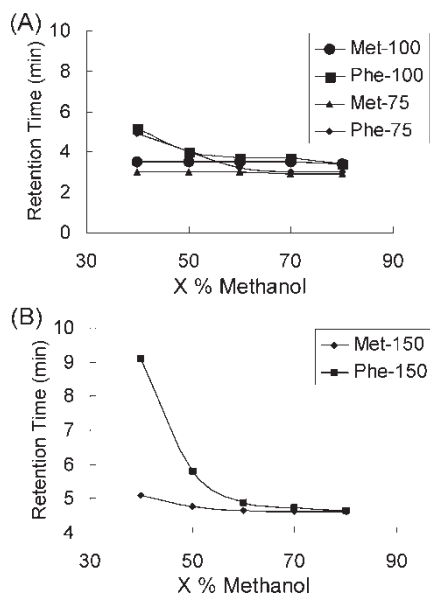 (A)
Retention Time (min)
10
8
6
4
2
0
30
50
70
90
X % Methanol
Met-100
Phe-100
Met-75
Phe-75
(B)
Retention Time (min)
10
9
8
7
6
5
4
30
50
70
90
X % Methanol
Met-150
Phe-150